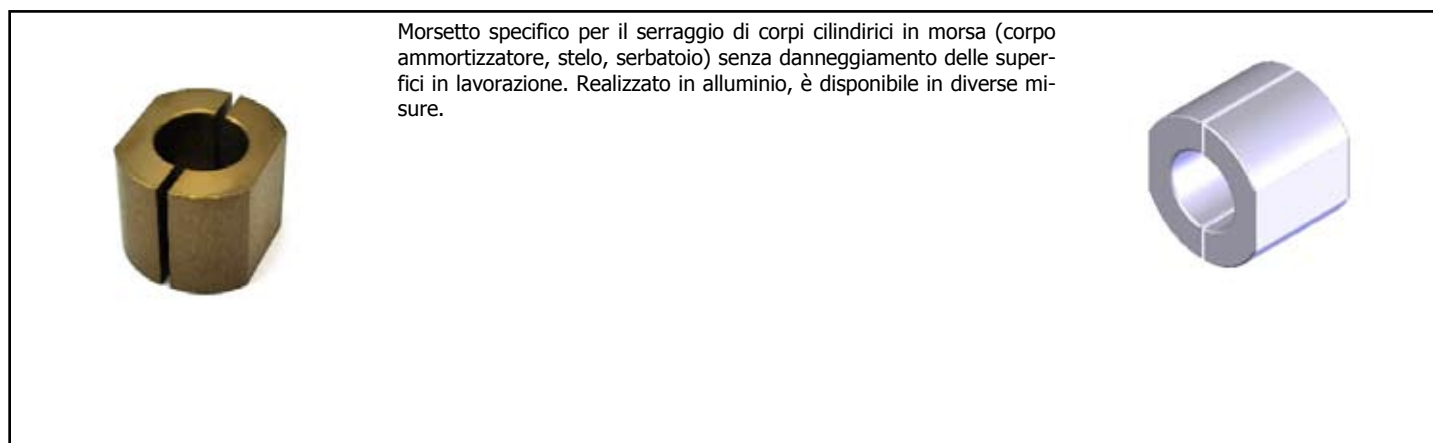 Morsetto specifico per il serraggio di corpi cilindirici in morsa (corpo
ammortizzatore, stelo, serbatoio) senza danneggiamento delle super-
fici in lavorazione. Realizzato in alluminio, è disponibile in diverse mi-
sure.